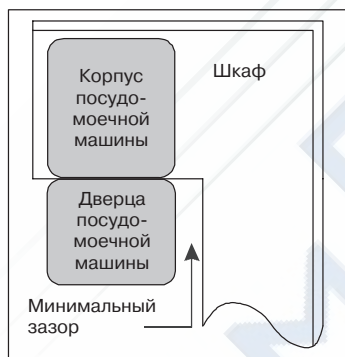 Корпус
посудо-
моечной
машины
Шкаф
Дверца
посудо-
моечной
машины
Минимальный
зазор